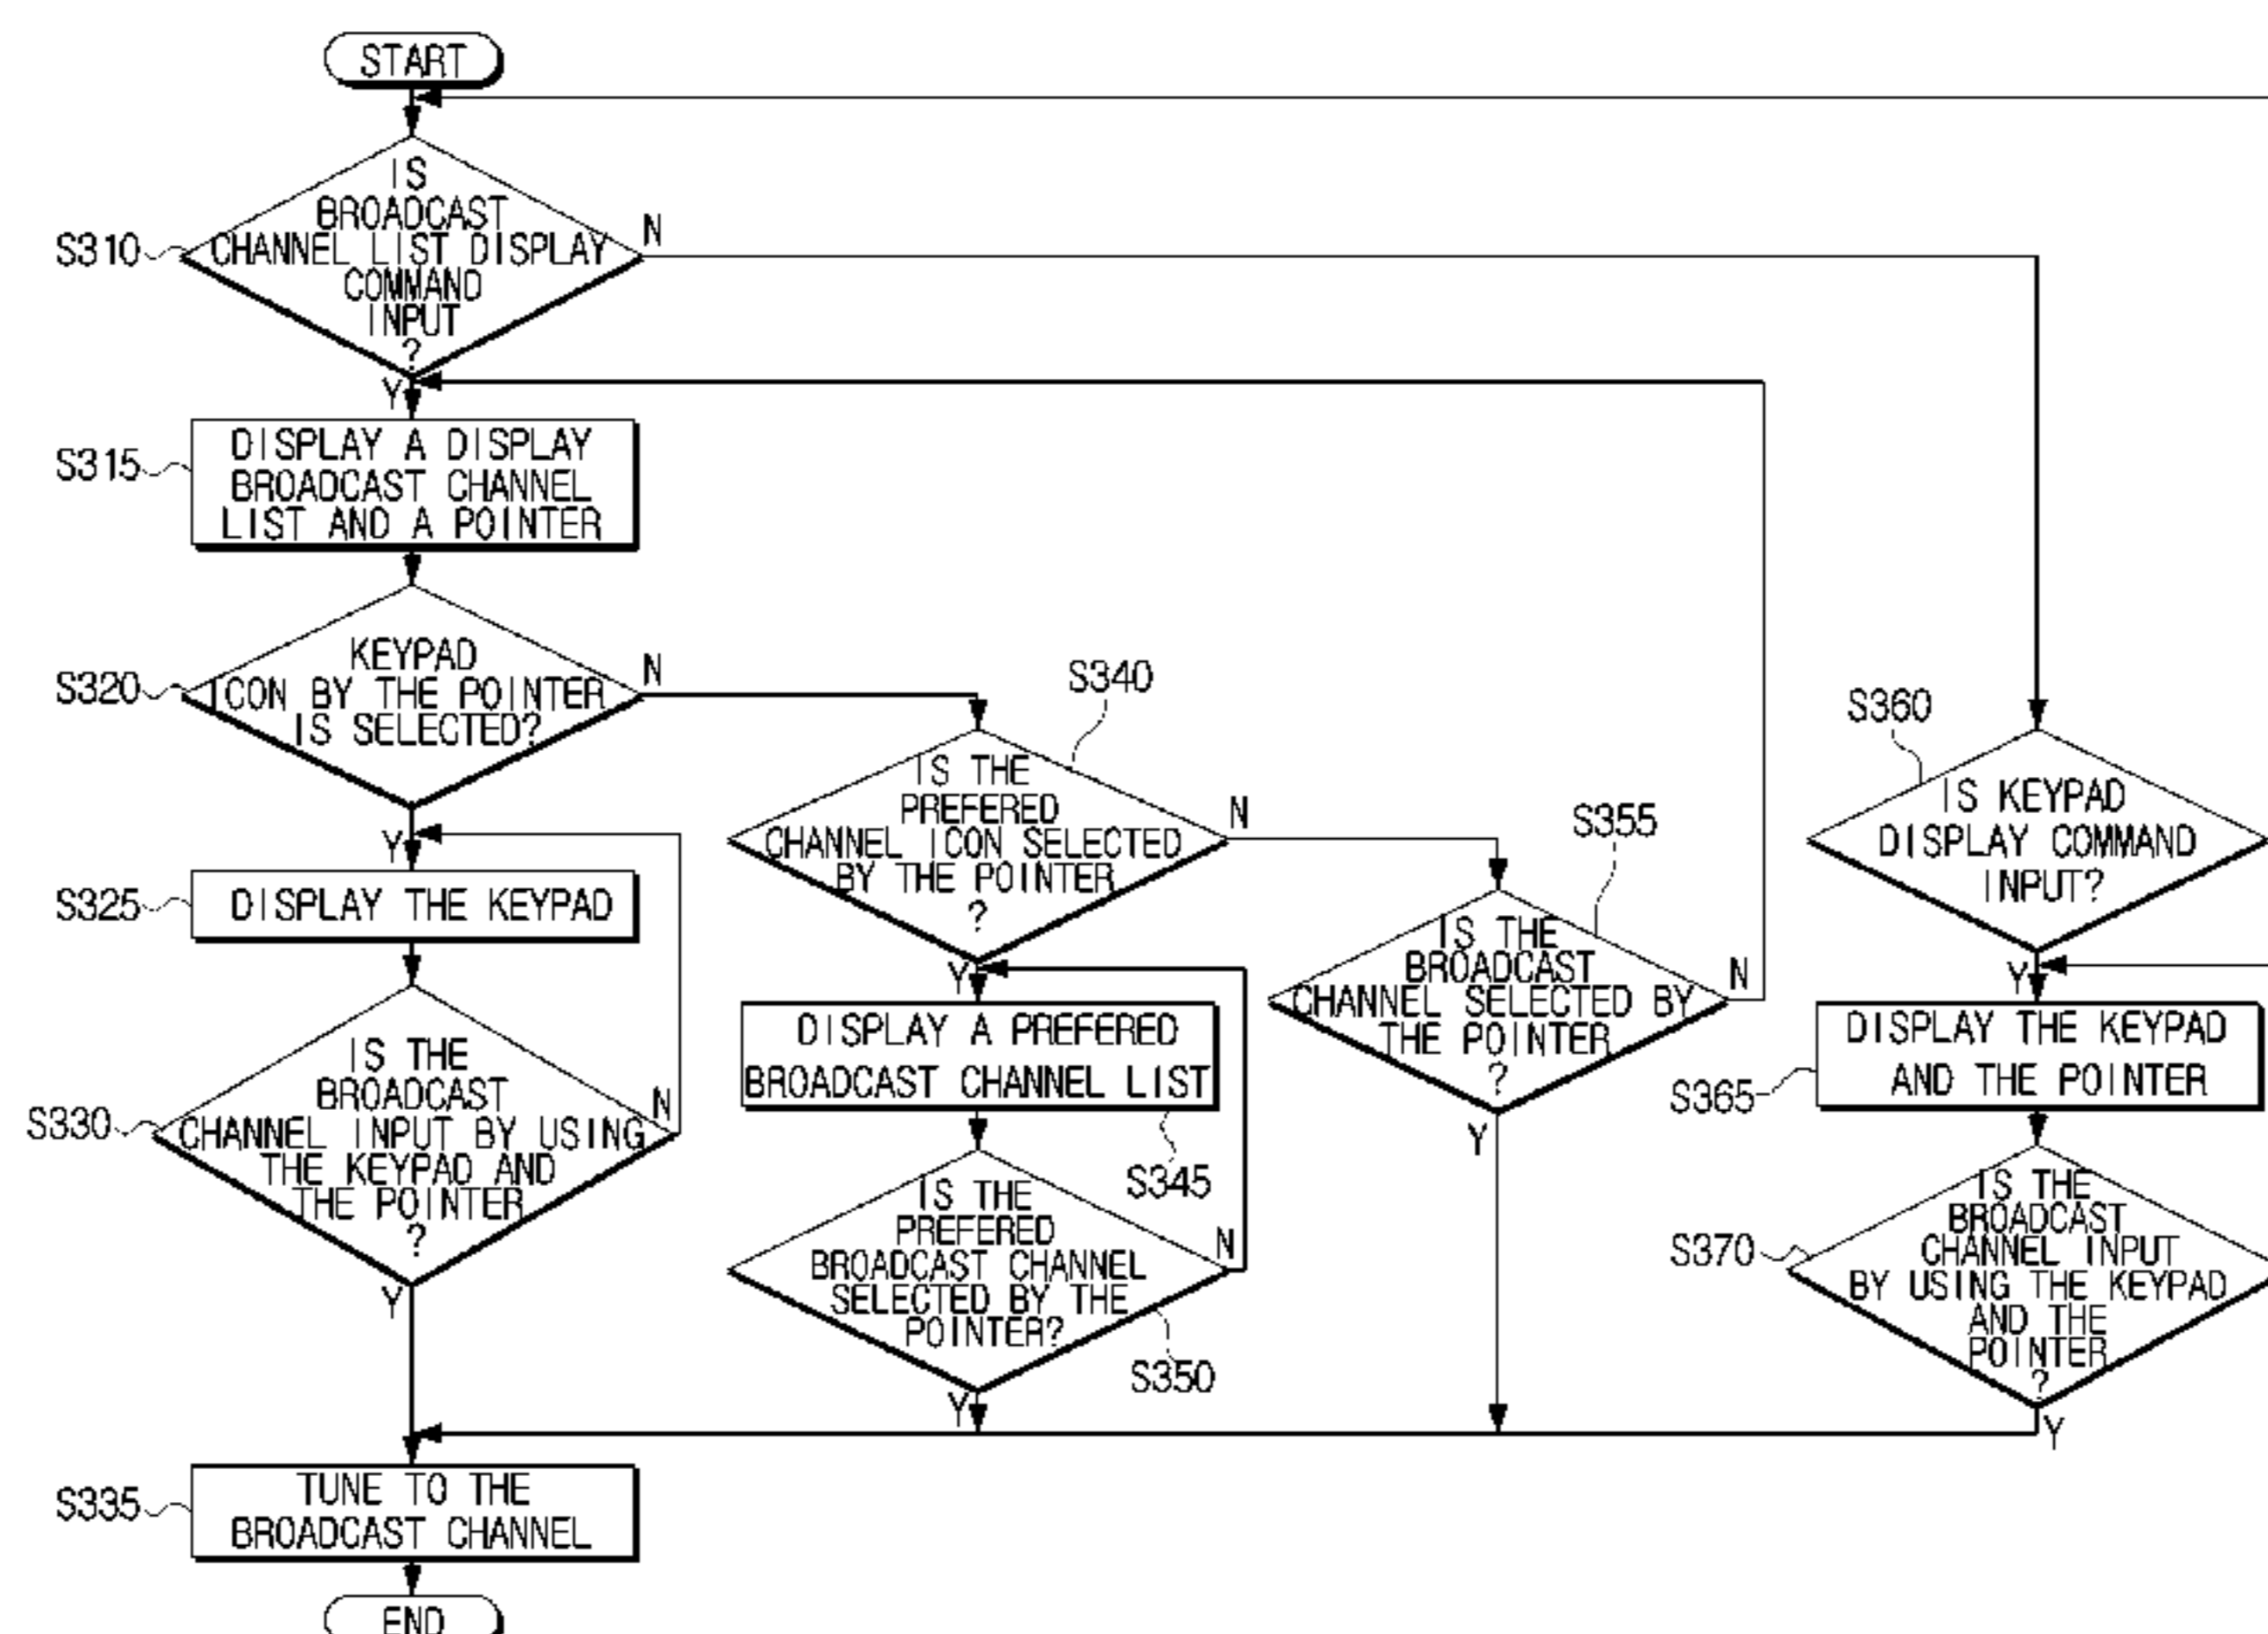 START
IS
BROADCAST
CHANNEL LIST DISPLAY
COMMAND
INPUT
?
S310
N
Y
DISPLAY A DISPLAY
BROADCAST CHANNEL
LIST AND A POINTER
S315
KEYPAD
ICON BY THE POINTER
IS SELECTED?
S320
N
Y
DISPLAY THE KEYPAD
S325
IS THE
BROADCAST
CHANNEL INPUT BY USING
THE KEYPAD AND
THE POINTER
?
S330
N
Y
TUNE TO THE
BROADCAST CHANNEL
S335
END
S340
IS THE
PREFERED
CHANNEL ICON SELECTED
BY THE POINTER
?
N
Y
DISPLAY A PREFERED
BROADCAST CHANNEL LIST
S345
IS THE
PREFERED
BROADCAST CHANNEL
SELECTED BY THE
POINTER?
N
S350
Y
S355
IS THE
BROADCAST
CHANNEL SELECTED BY
THE POINTER
?
N
Y
S360
IS KEYPAD
DISPLAY COMMAND
INPUT?
Y
DISPLAY THE KEYPAD
AND THE POINTER
S365
IS THE
BROADCAST
CHANNEL INPUT
BY USING THE KEYPAD
AND THE
POINTER
?
S370
Y